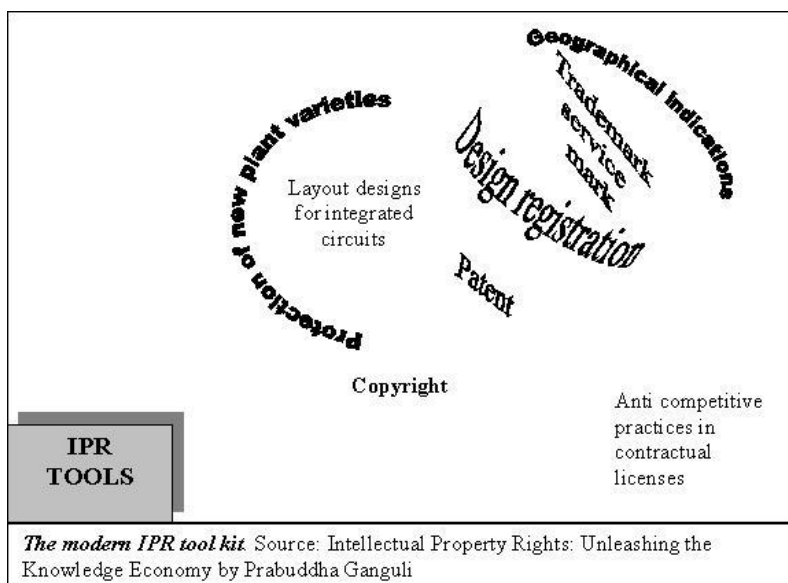 Geographical indications
Trademark
service
mark
Design registration
protection of new plant varieties
Layout designs
for integrated
circuits
Patent
Copyright
Anti competitive
practices in
contractual
licenses
IPR
TOOLS
The modern IPR tool kit. Source: Intellectual Property Rights: Unleashing the
Knowledge Economy by Prabuddha Ganguli